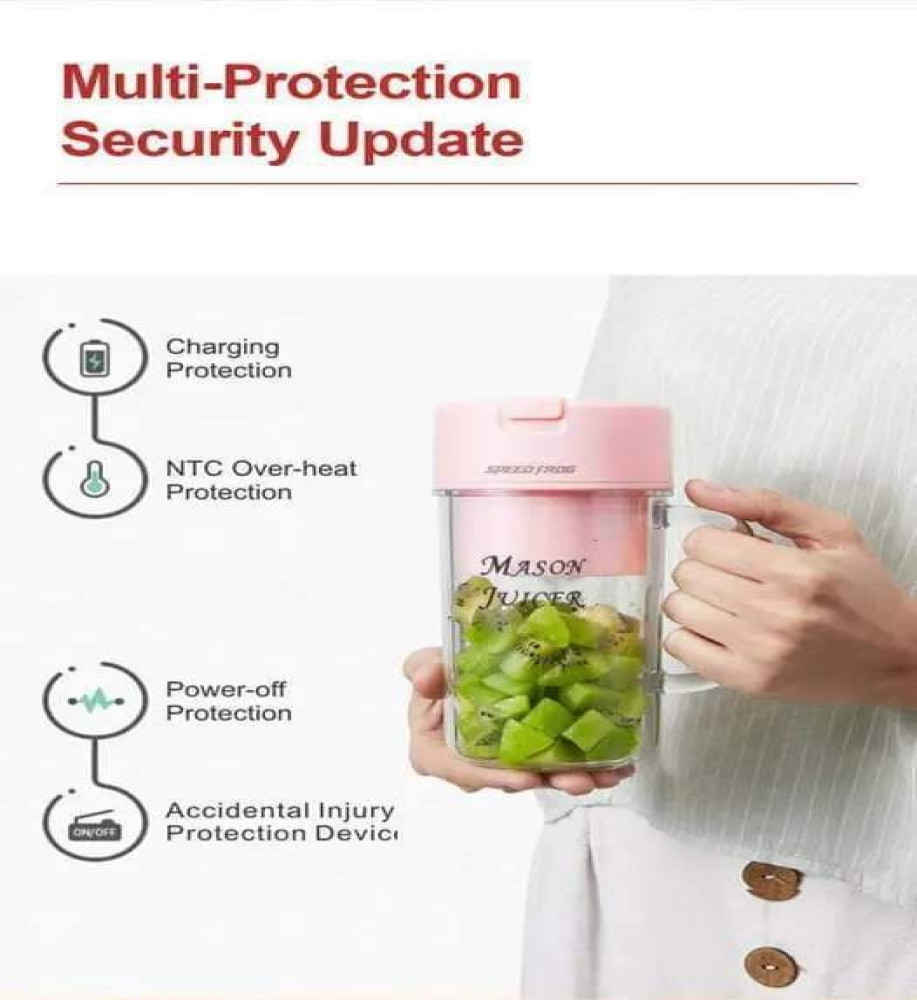 Multi-Protection
Security Update
Charging
Protection
NTC Over-heat
Protection
SPEED FROG
MASON
JUICER
Power-off
Protection
ON/OFF
Accidental Injury
Protection Device